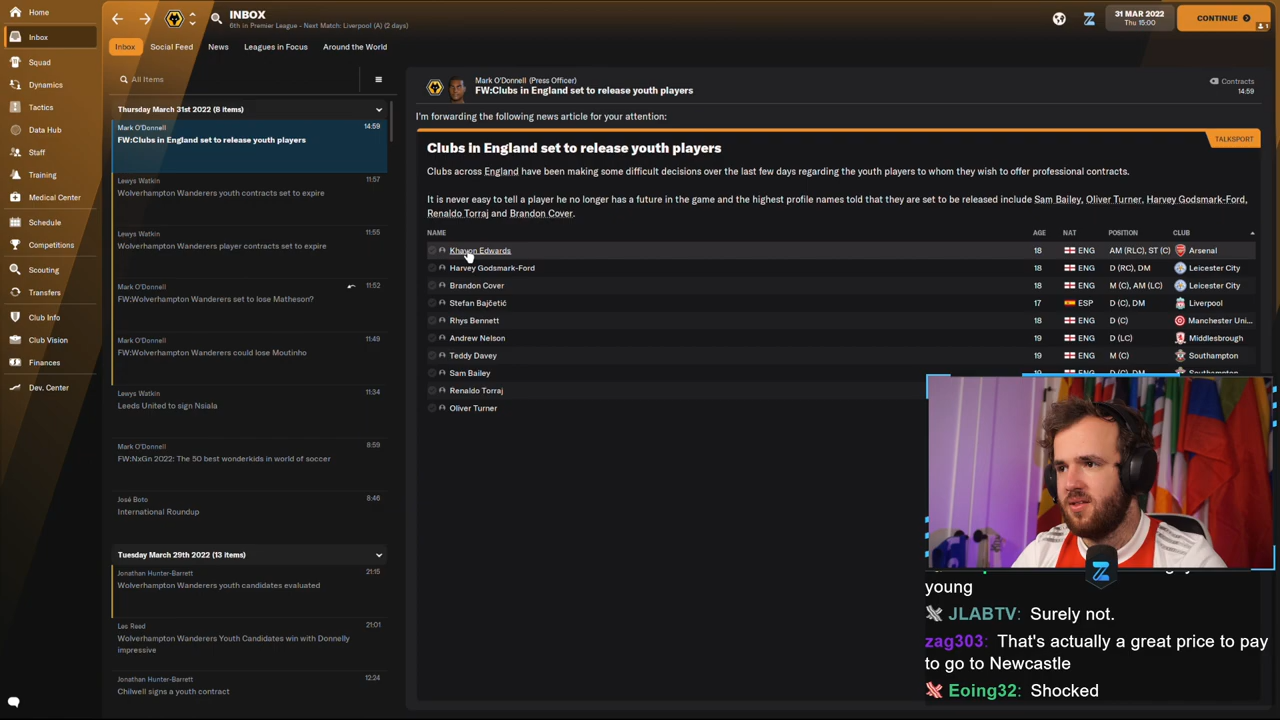 Home
Inbox
Squad
Dynamics
Tactics
Data Hub
Staff
Training
Medical Center
Schedule
Competitions
Scouting
Transfers
Club Info
Club Vision
Finances
Dev. Center
INBOX
6th in Premier League - Next Match: Liverpool (A) (2 days)
31 MAR 2022
Thu 15:00
CONTINUE
1
Inbox
Social Feed
News
Leagues in Focus
Around the World
All Items
Thursday March 31st 2022 (8 items)
Mark O'Donnell 14:59
FW:Clubs in England set to release youth players
Lewys Watkin 11:57
Wolverhampton Wanderers youth contracts set to expire
Lewys Watkin 11:55
Wolverhampton Wanderers player contracts set to expire
Mark O'Donnell 11:52
FW:Wolverhampton Wanderers set to lose Matheson?
Mark O'Donnell 11:49
FW:Wolverhampton Wanderers could lose Moutinho
Lewys Watkin 11:34
Leeds United to sign Nsiala
Mark O'Donnell 8:59
FW:NxGn 2022: The 50 best wonderkids in world of soccer
José Boto 8:46
International Roundup
Tuesday March 29th 2022 (13 items)
Jonathan Hunter-Barrett 21:15
Wolverhampton Wanderers youth candidates evaluated
Leo Reed 21:01
Wolverhampton Wanderers Youth Candidates win with Donnelly
impressive
Jonathan Hunter-Barrett 12:24
Chilwell signs a youth contract
Mark O'Donnell (Press Officer)
FW:Clubs in England set to release youth players
Contracts
14:59
I'm forwarding the following news article for your attention:
TALKSPORT
Clubs in England set to release youth players
Clubs across England have been making some difficult decisions over the last few days regarding the youth players to whom they wish to offer professional contracts.
It is never easy to tell a player he no longer has a future in the game and the highest profile names told that they are set to be released include Sam Bailey, Oliver Turner, Harvey Godsmark-Ford,
Renaldo Torraj and Brandon Cover.
NAME AGE NAT POSITION CLUB
Khayon Edwards 18 ENG AM (RLC), ST (C) Arsenal
Harvey Godsmark-Ford 18 ENG D (RC), DM Leicester City
Brandon Cover 18 ENG M (C), AM (LC) Leicester City
Stefan Bajčetić 17 ESP D (C), DM Liverpool
Rhys Bennett 18 ENG D (C) Manchester Uni...
Andrew Nelson 19 ENG D (LC) Middlesbrough
Teddy Davey 19 ENG M (C) Southampton
Sam Bailey 19 ENG D (C), DM Southampton
Renaldo Torraj
Oliver Turner
young
JLABTV: Surely not.
zag303: That's actually a great price to pay
to go to Newcastle
Eoing32: Shocked